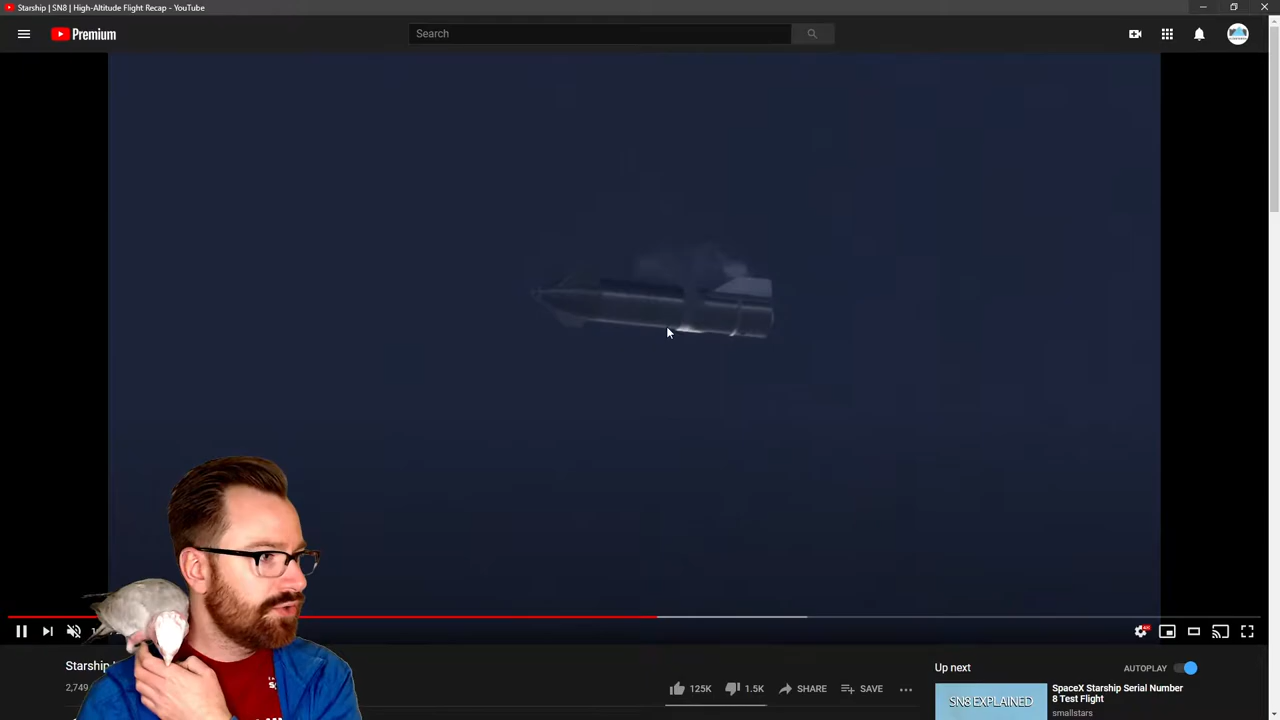 Starship | SN8 | High-Altitude Flight Recap - YouTube
Premium
Search
Starship
2,749
125K
1.5K
SHARE
SAVE
Up next
AUTOPLAY
SN8 EXPLAINED
SpaceX Starship Serial Number
8 Test Flight
smallstars